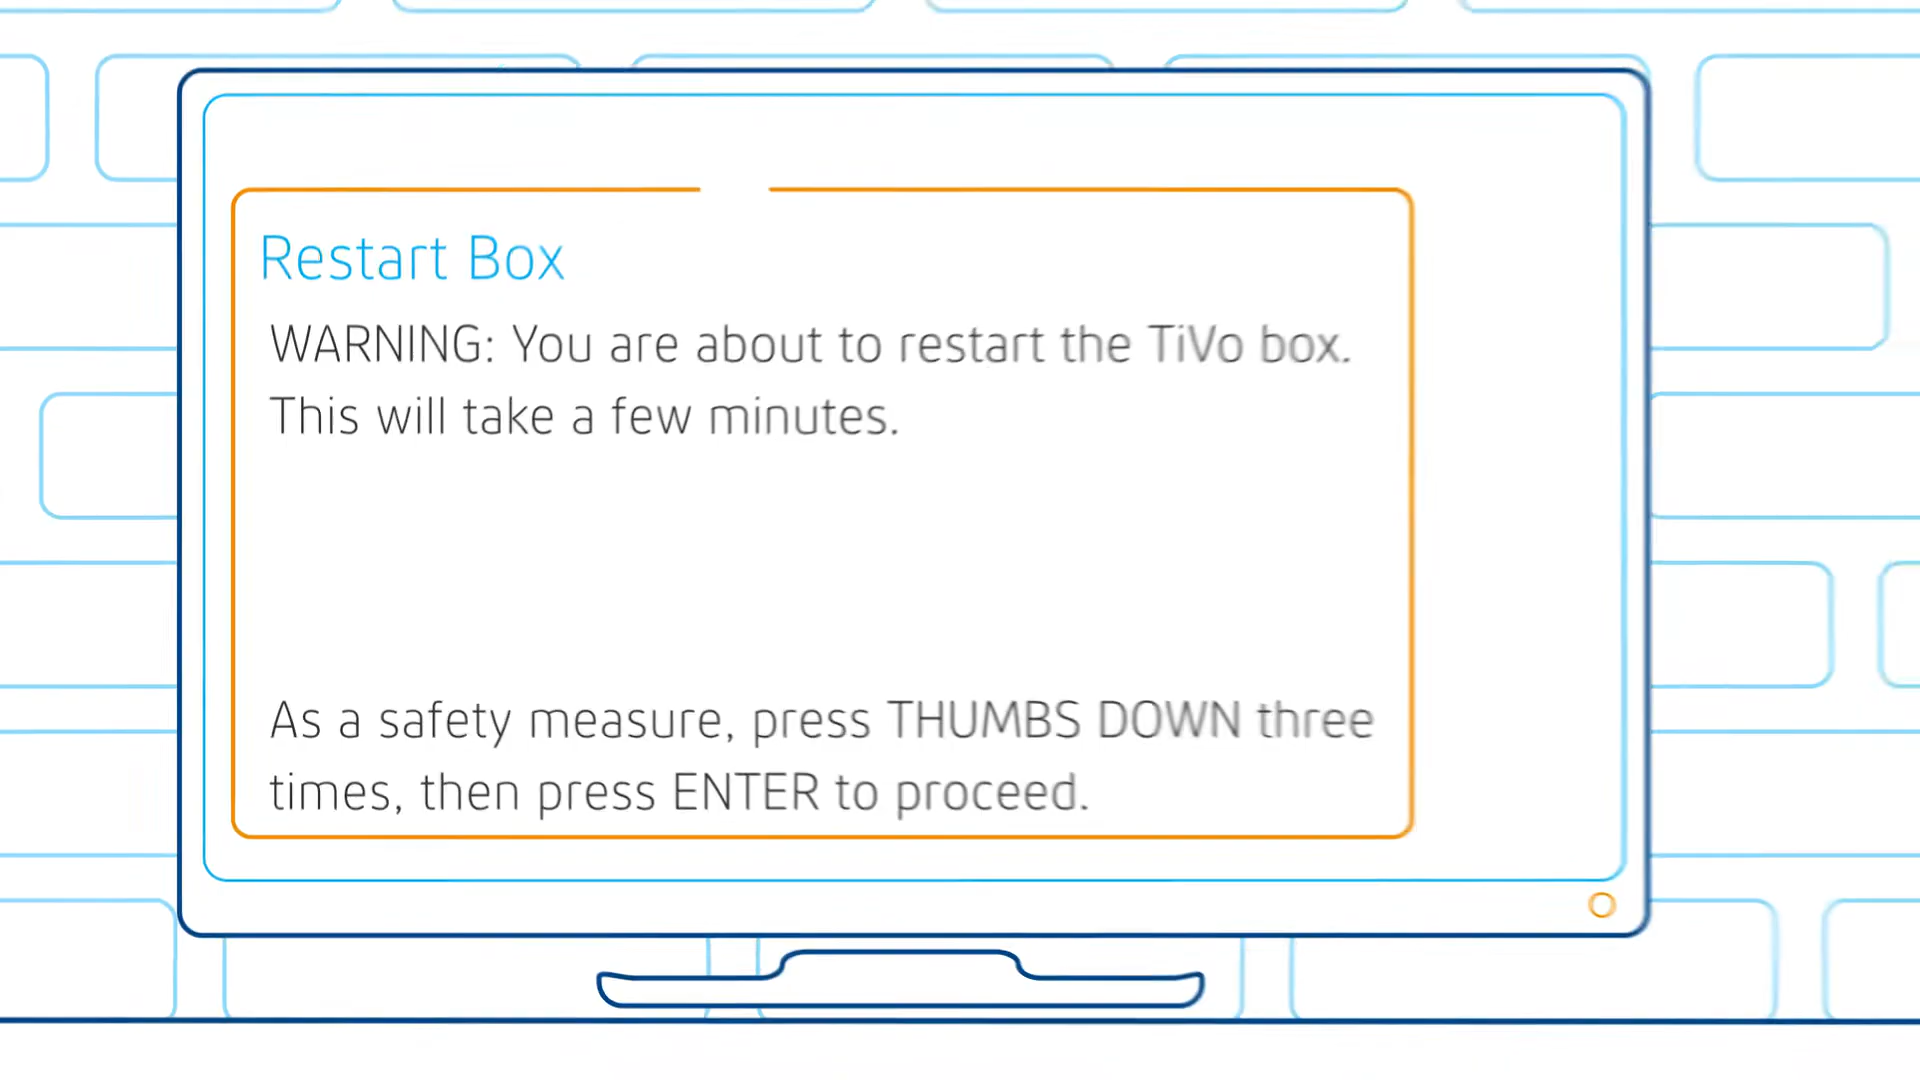 Restart Box
WARNING: You are about to restart the TiVo box.
This will take a few minutes.
As a safety measure, press THUMBS DOWN three
times, then press ENTER to proceed.